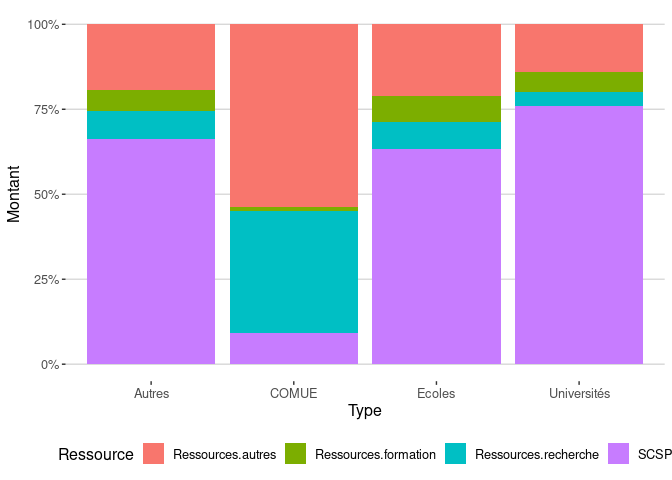 100%
75%
50%
25%
0%
Montant
Autres COMUE Ecoles Universités
Type
Ressource Ressources.autres Ressources.formation Ressources.recherche SCSP